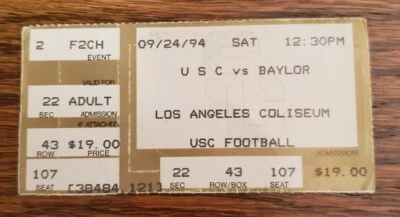 2 F2CH
EVENT
VALID FOR
22 ADULT
SEC ADMISSION
IF ATTACHED
43 $19.00
ROW PRICE
107
SEAT
[38484.121]
09/24/94 SAT 12:30PM
U S C vs BAYLOR
LOS ANGELES COLISEUM
USC FOOTBALL
22 43 107 $19.00
SEC ROW/BOX SEAT ADMISSION